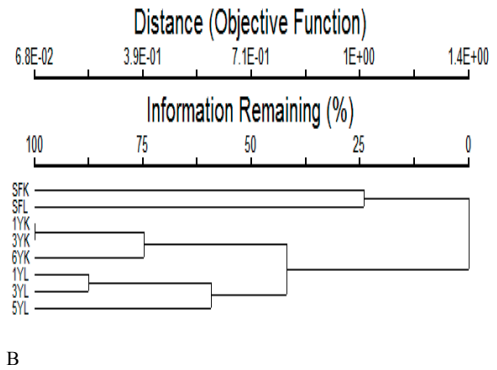 Distance (Objective Function)
6.8E-02 3.9E-01 7.1E-01 1E+00 1.4E+00
Information Remaining (%)
100 75 50 25 0
SFK
SFL
1YK
3YK
6YK
1YL
3YL
5YL
B